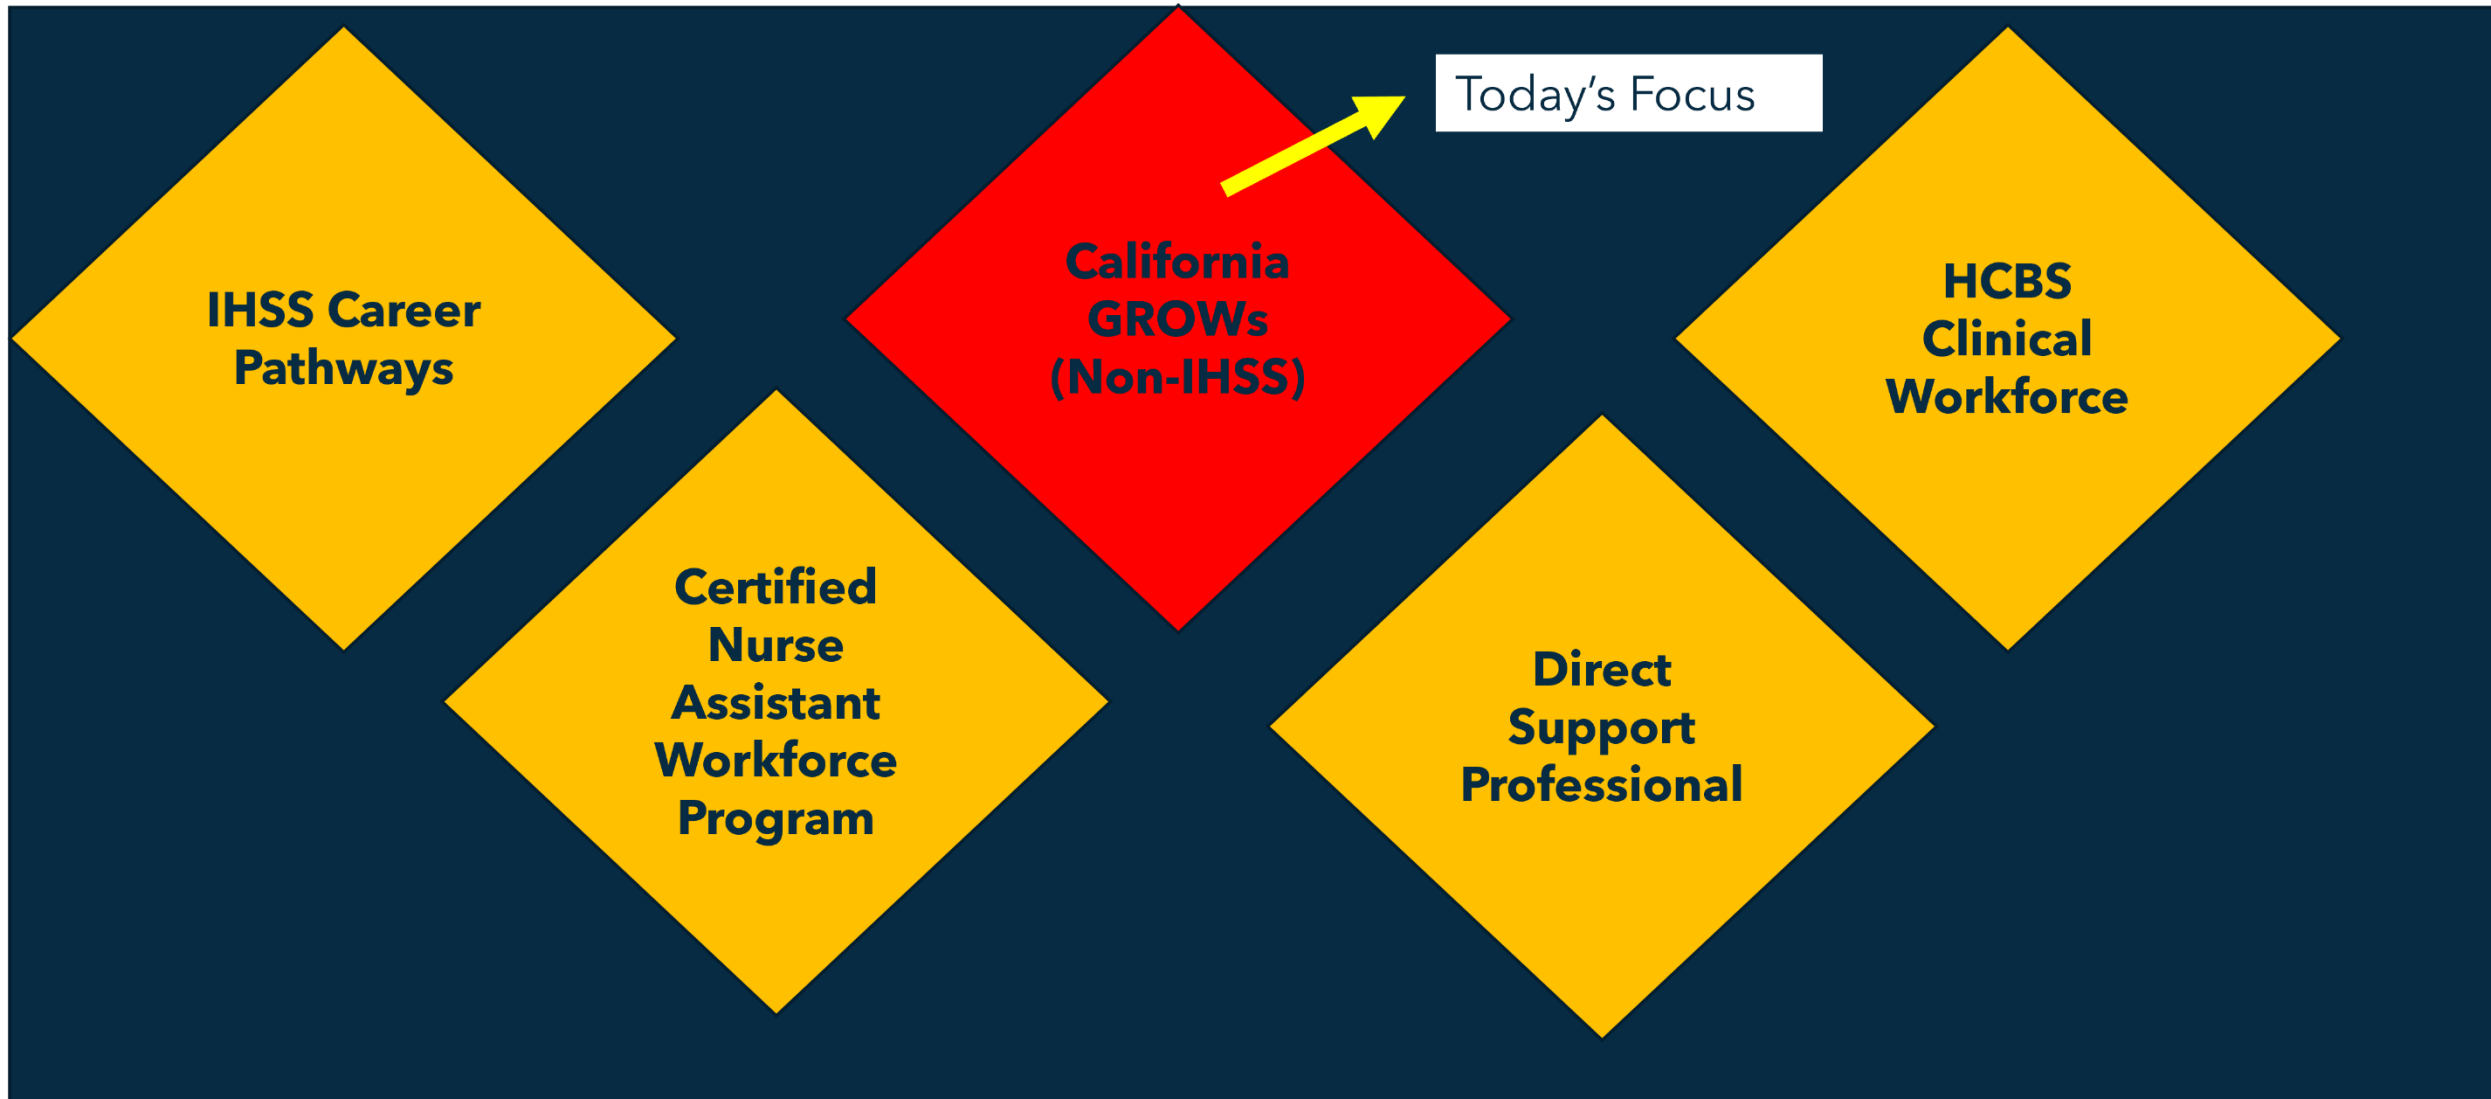 Today's Focus
IHSS Career
Pathways
California
GROWs
(Non-IHSS)
HCBS
Clinical
Workforce
Certified
Nurse
Assistant
Workforce
Program
Direct
Support
Professional